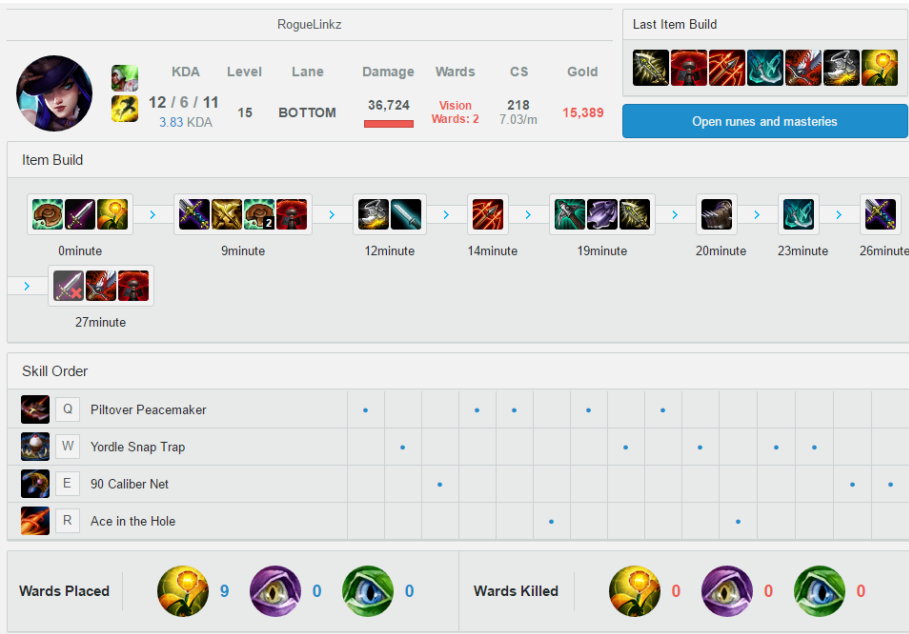 RogueLinkz
Last Item Build
KDA Level Lane Damage Wards CS Gold
12 / 6 / 11 15 BOTTOM 36,724 Vision Wards: 2 218 15,389
3.83 KDA 7.03/m
Open runes and masteries
Item Build
2
0minute 9minute 12minute 14minute 19minute 20minute 23minute 26minute
27minute
Skill Order
Q Piltover Peacemaker
W Yordle Snap Trap
E 90 Caliber Net
R Ace in the Hole
Wards Placed 9 0 0 Wards Killed 0 0 0